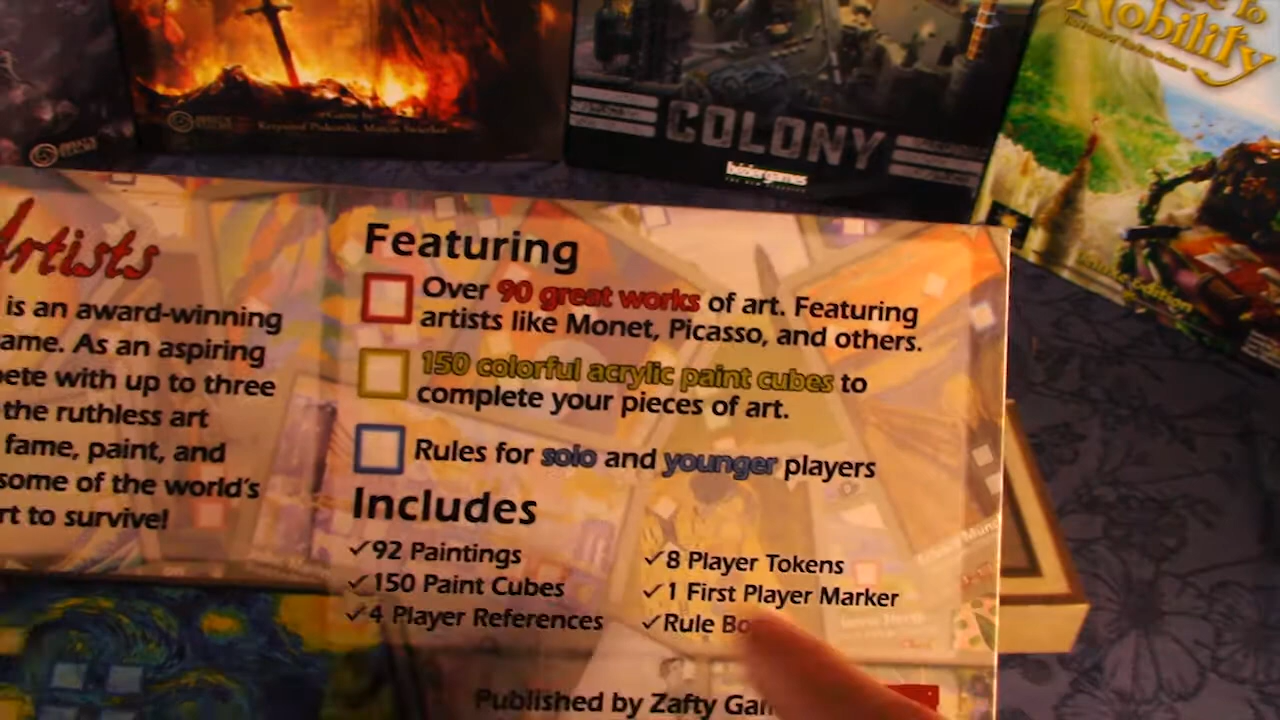 COLONY
béziergames
Nobility
Artists
is an award-winning
ame. As an aspiring
ete with up to three
the ruthless art
fame, paint, and
some of the world's
rt to survive!
Featuring
Over 90 great works of art. Featuring
artists like Monet, Picasso, and others.
150 colorful acrylic paint cubes to
complete your pieces of art.
Rules for solo and younger players
Includes
✓92 Paintings
✓150 Paint Cubes
✓4 Player References
✓8 Player Tokens
✓1 First Player Marker
✓Rule Bo
Published by Zafty Gam